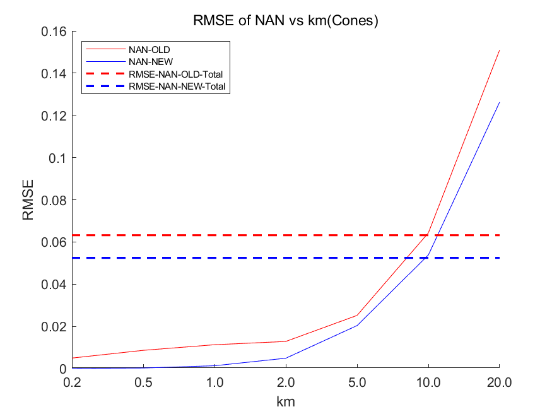 RMSE of NAN vs km(Cones)
0.16
NAN-OLD
NAN-NEW
RMSE-NAN-OLD-Total
RMSE-NAN-NEW-Total
0.14
0.12
0.1
0.08
0.06
0.04
0.02
0
RMSE
0.2 0.5 1.0 2.0 5.0 10.0 20.0
km